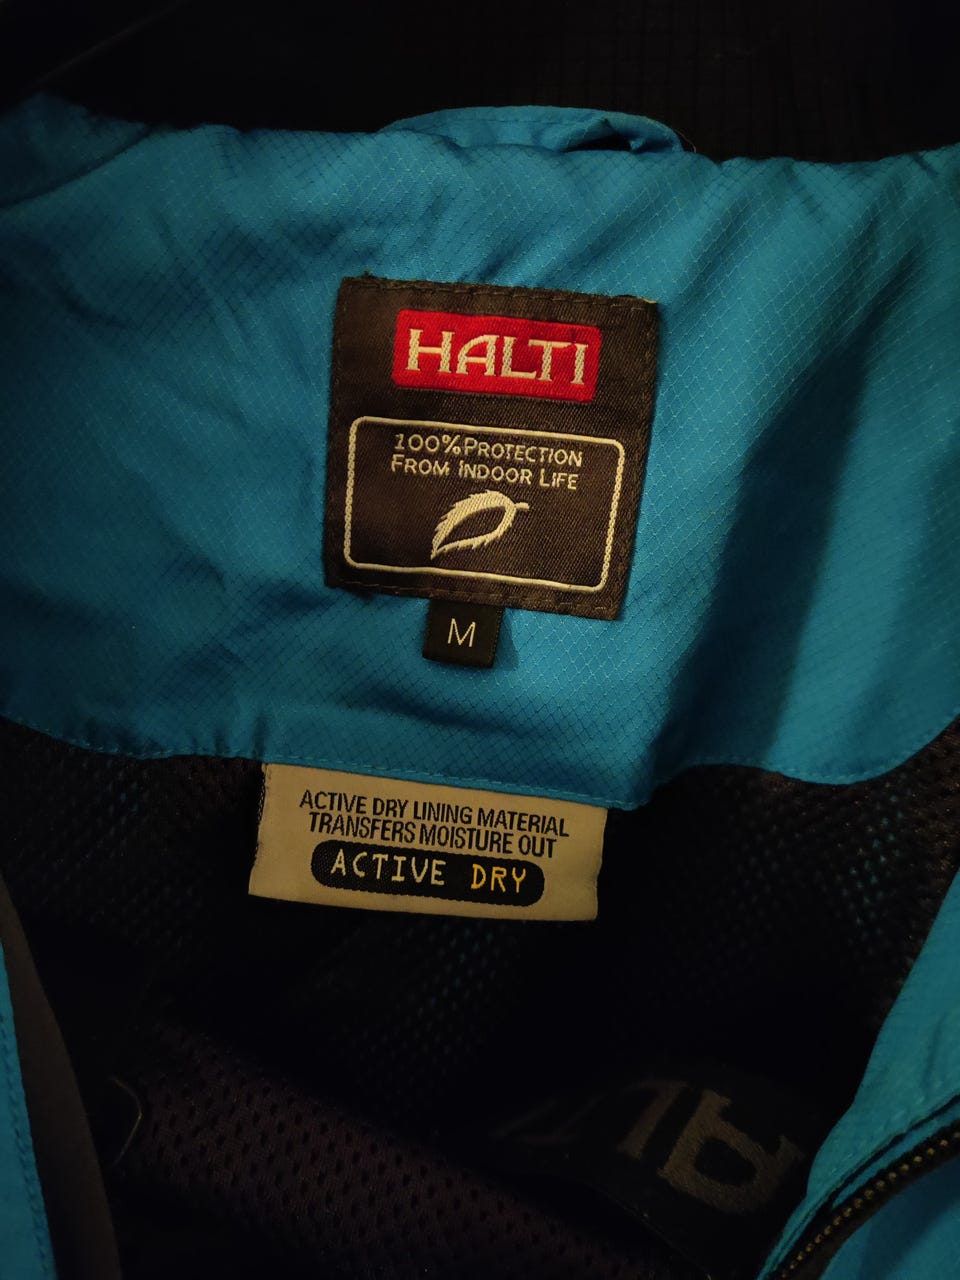 HALTI
100% PROTECTION
FROM INDOOR LIFE
M
ACTIVE DRY LINING MATERIAL
TRANSFERS MOISTURE OUT
ACTIVE DRY